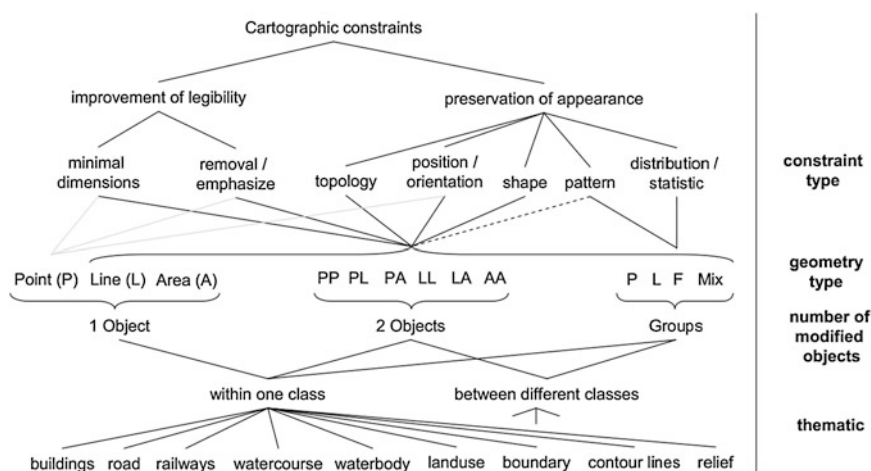 Cartographic constraints
improvement of legibility
preservation of appearance
minimal
dimensions
removal /
emphasize
topology
position /
orientation
shape
pattern
distribution /
statistic
constraint
type
Point (P) Line (L) Area (A)
PP PL PA LL LA AA
P L F Mix
geometry
type
1 Object
2 Objects
Groups
number of
modified
objects
within one class
between different classes
thematic
buildings road railways watercourse waterbody landuse boundary contour lines relief